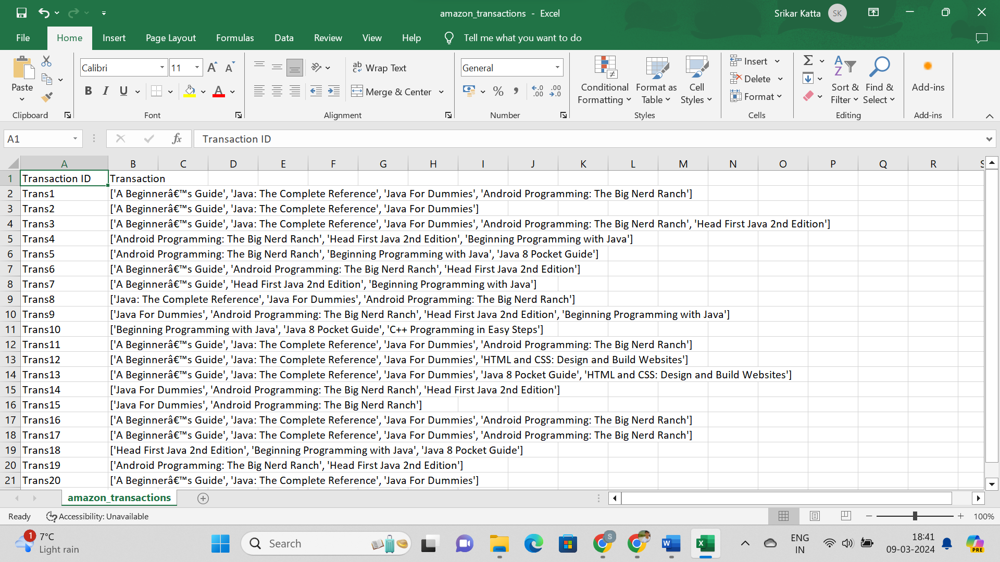 amazon_transactions - Excel
Srikar Katta SK
File Home Insert Page Layout Formulas Data Review View Help Tell me what you want to do
Paste
Clipboard
Calibri 11
B I U A
Font
Wrap Text
Merge & Center
Alignment
General
% , .00 .00
Number
Conditional Formatting
Format as Table
Cell Styles
Styles
Insert
Delete
Format
Cells
Sort & Filter
Find & Select
Editing
Add-ins
Add-ins
A1 fx Transaction ID
A B C D E F G H I J K L M N O P Q R
1 Transaction ID Transaction
2 Trans1 ['A Beginnerâ€™s Guide', 'Java: The Complete Reference', 'Java For Dummies', 'Android Programming: The Big Nerd Ranch']
3 Trans2 ['A Beginnerâ€™s Guide', 'Java: The Complete Reference', 'Java For Dummies']
4 Trans3 ['A Beginnerâ€™s Guide', 'Java: The Complete Reference', 'Java For Dummies', 'Android Programming: The Big Nerd Ranch', 'Head First Java 2nd Edition']
5 Trans4 ['Android Programming: The Big Nerd Ranch', 'Head First Java 2nd Edition', 'Beginning Programming with Java']
6 Trans5 ['Android Programming: The Big Nerd Ranch', 'Beginning Programming with Java', 'Java 8 Pocket Guide']
7 Trans6 ['A Beginnerâ€™s Guide', 'Android Programming: The Big Nerd Ranch', 'Head First Java 2nd Edition']
8 Trans7 ['A Beginnerâ€™s Guide', 'Head First Java 2nd Edition', 'Beginning Programming with Java']
9 Trans8 ['Java: The Complete Reference', 'Java For Dummies', 'Android Programming: The Big Nerd Ranch']
10 Trans9 ['Java For Dummies', 'Android Programming: The Big Nerd Ranch', 'Head First Java 2nd Edition', 'Beginning Programming with Java']
11 Trans10 ['Beginning Programming with Java', 'Java 8 Pocket Guide', 'C++ Programming in Easy Steps']
12 Trans11 ['A Beginnerâ€™s Guide', 'Java: The Complete Reference', 'Java For Dummies', 'Android Programming: The Big Nerd Ranch']
13 Trans12 ['A Beginnerâ€™s Guide', 'Java: The Complete Reference', 'Java For Dummies', 'HTML and CSS: Design and Build Websites']
14 Trans13 ['A Beginnerâ€™s Guide', 'Java: The Complete Reference', 'Java For Dummies', 'Java 8 Pocket Guide', 'HTML and CSS: Design and Build Websites']
15 Trans14 ['Java For Dummies', 'Android Programming: The Big Nerd Ranch', 'Head First Java 2nd Edition']
16 Trans15 ['Java For Dummies', 'Android Programming: The Big Nerd Ranch']
17 Trans16 ['A Beginnerâ€™s Guide', 'Java: The Complete Reference', 'Java For Dummies', 'Android Programming: The Big Nerd Ranch']
18 Trans17 ['A Beginnerâ€™s Guide', 'Java: The Complete Reference', 'Java For Dummies', 'Android Programming: The Big Nerd Ranch']
19 Trans18 ['Head First Java 2nd Edition', 'Beginning Programming with Java', 'Java 8 Pocket Guide']
20 Trans19 ['Android Programming: The Big Nerd Ranch', 'Head First Java 2nd Edition']
21 Trans20 ['A Beginnerâ€™s Guide', 'Java: The Complete Reference', 'Java For Dummies']
amazon_transactions
Ready Accessibility: Unavailable 100%
1 7°C
Light rain
Search
ENG
IN
18:41
09-03-2024
PRE